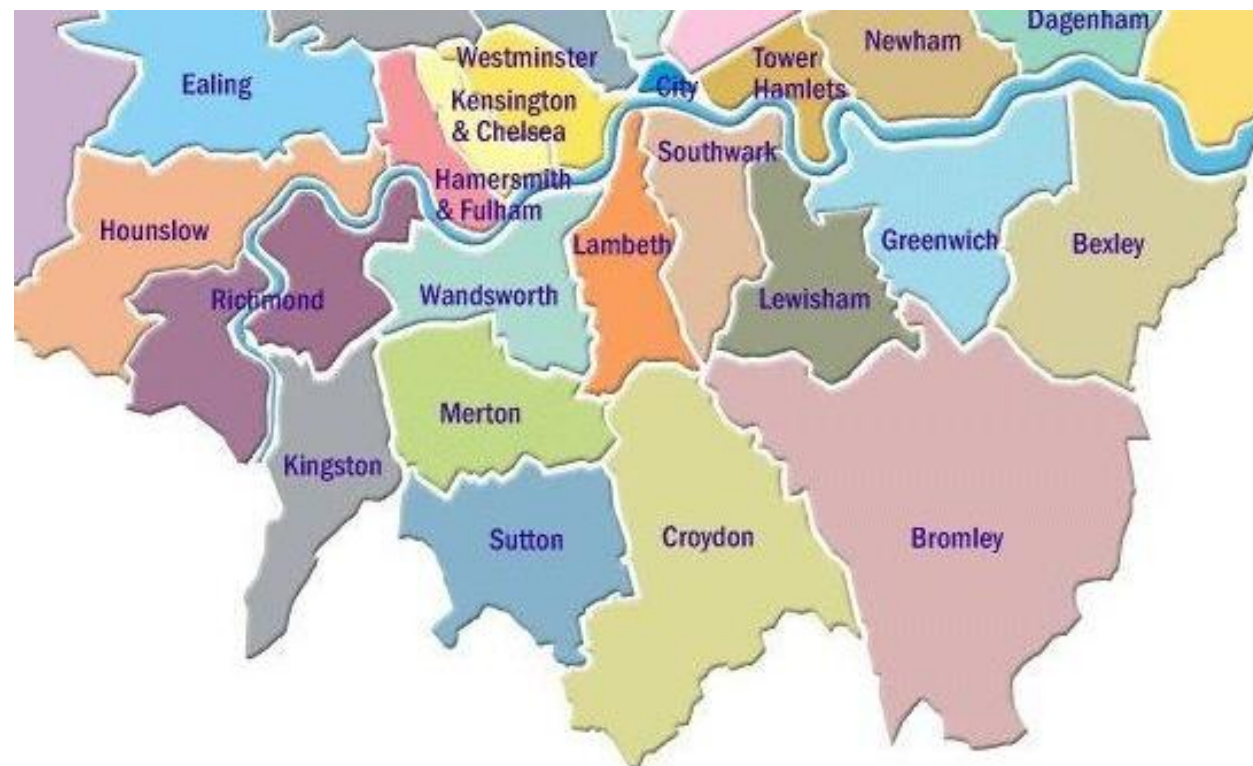 Dagenham
Newham
Westminster
Tower
Hamlets
Ealing
City
Kensington
& Chelsea
Southwark
Hamersmith
& Fulham
Hounslow
Lambeth
Greenwich
Bexley
Richmond
Wandsworth
Lewisham
Merton
Kingston
Sutton
Croydon
Bromley